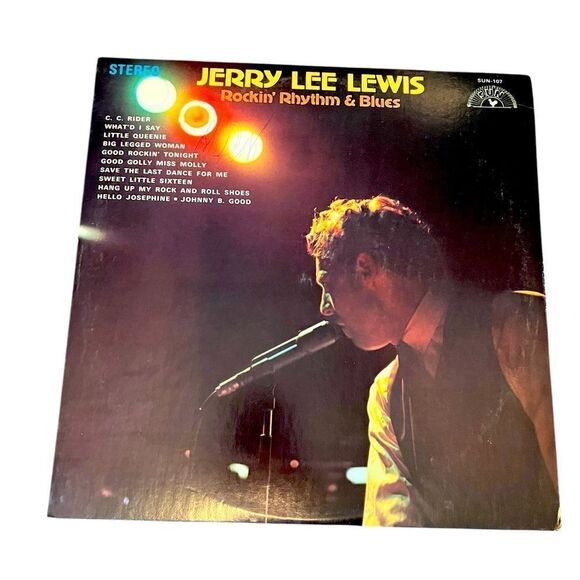 STEREO
JERRY LEE LEWIS
Rockin' Rhythm & Blues
SUN-107
SUN
C. C. RIDER
WHAT'D I SAY
LITTLE QUEENIE
BIG LEGGED WOMAN
GOOD ROCKIN' TONIGHT
GOOD GOLLY MISS MOLLY
SAVE THE LAST DANCE FOR ME
SWEET LITTLE SIXTEEN
HANG UP MY ROCK AND ROLL SHOES
HELLO JOSEPHINE • JOHNNY B. GOOD